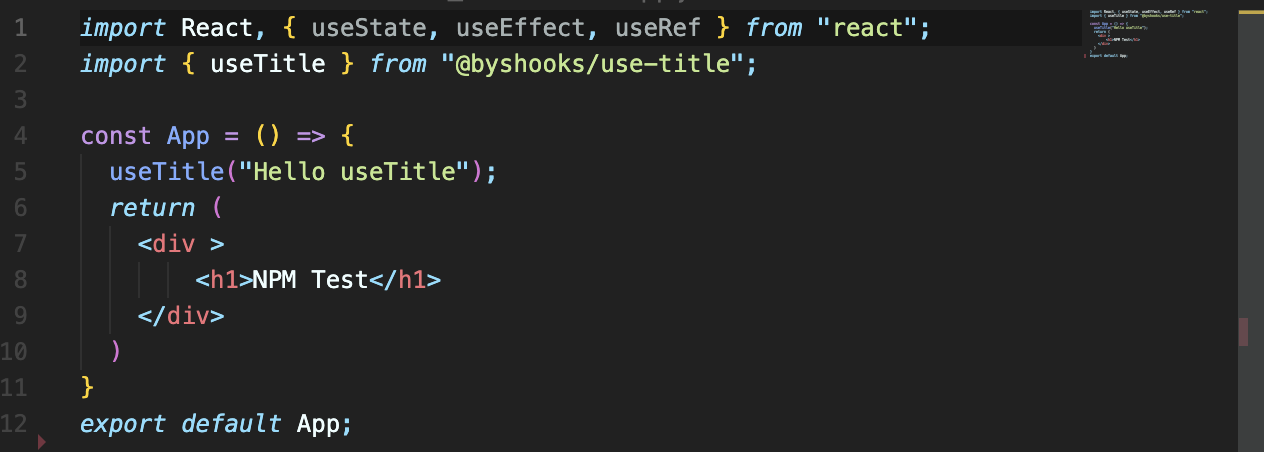 1 import React, { useState, useEffect, useRef } from "react";
2 import { useTitle } from "@byshooks/use-title";
3
4 const App = () => {
5   useTitle("Hello useTitle");
6   return (
7     <div >
8         <h1>NPM Test</h1>
9     </div>
10   )
11 }
12 export default App;